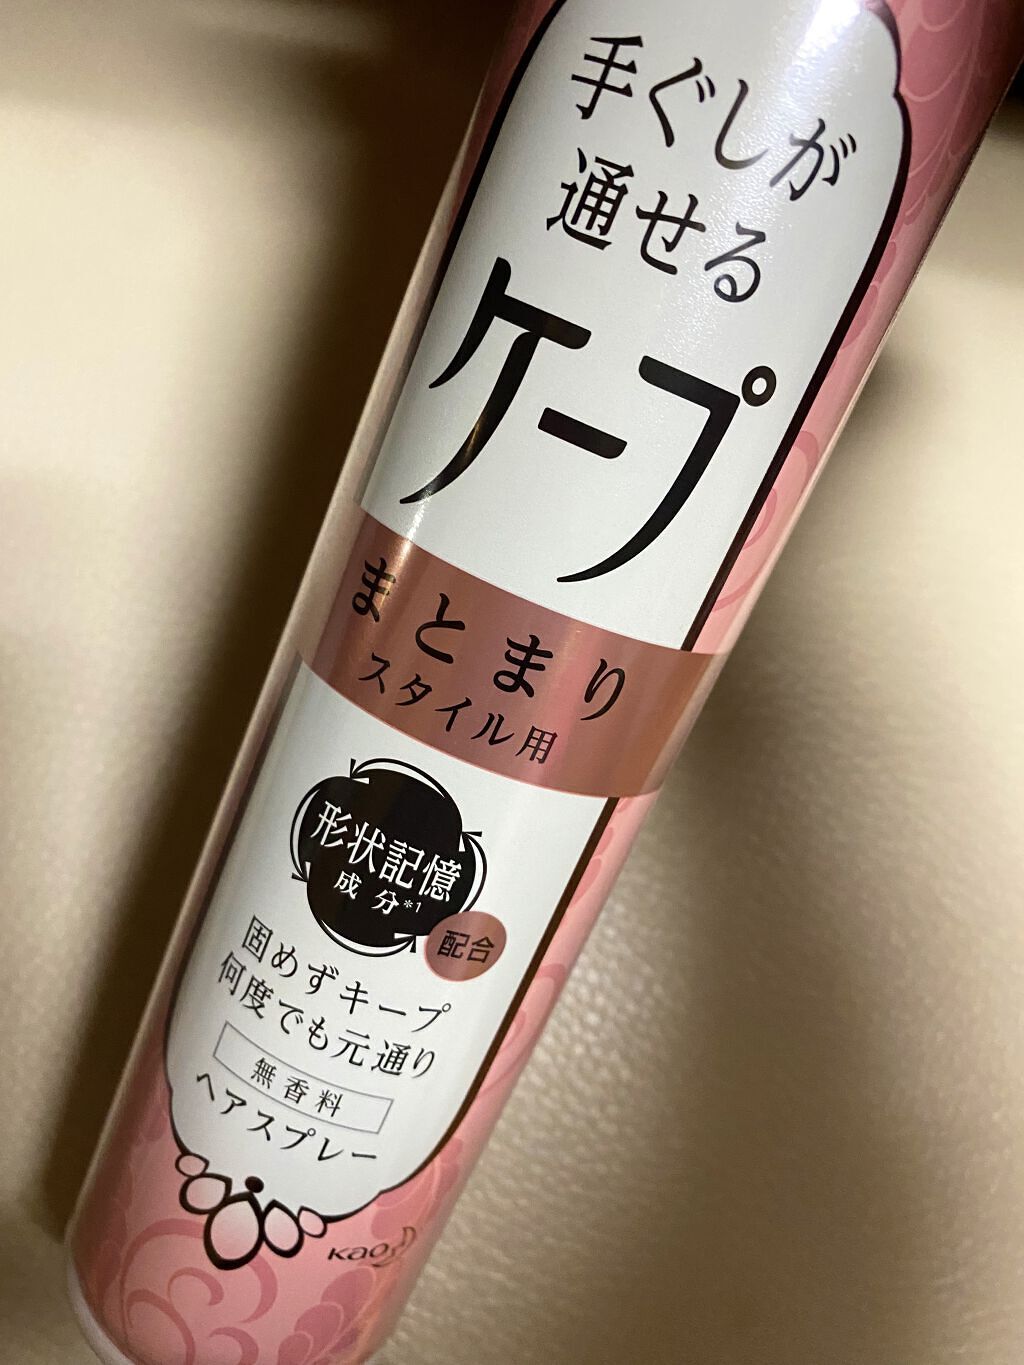 手ぐしが
通せる
ケープ
まとまり
スタイル用
形状記憶
成分*1
配合
固めずキープ
何度でも元通り
無香料
ヘアスプレー
Kao